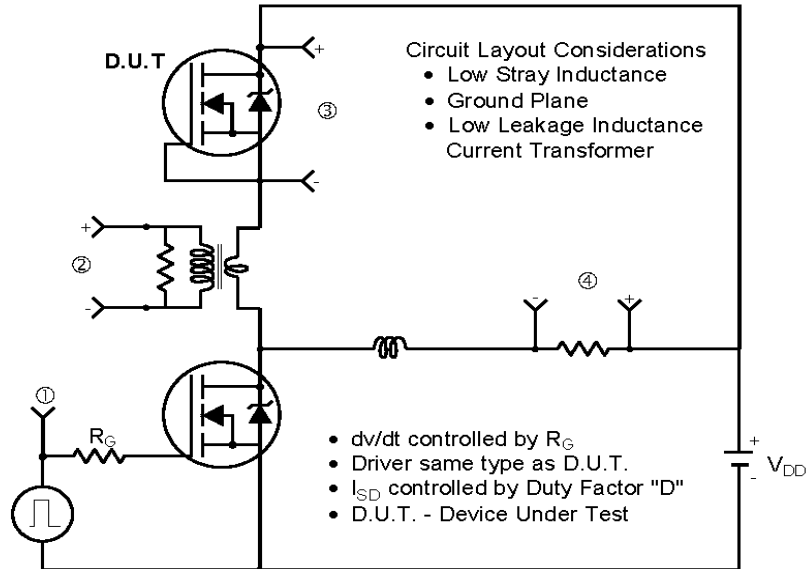 D.U.T
+
-
③
Circuit Layout Considerations
• Low Stray Inductance
• Ground Plane
• Low Leakage Inductance
Current Transformer
+
②
-
④
- +
①
R_G
• dv/dt controlled by R_G
• Driver same type as D.U.T.
• I_SD controlled by Duty Factor "D"
• D.U.T. - Device Under Test
+
V_DD
-